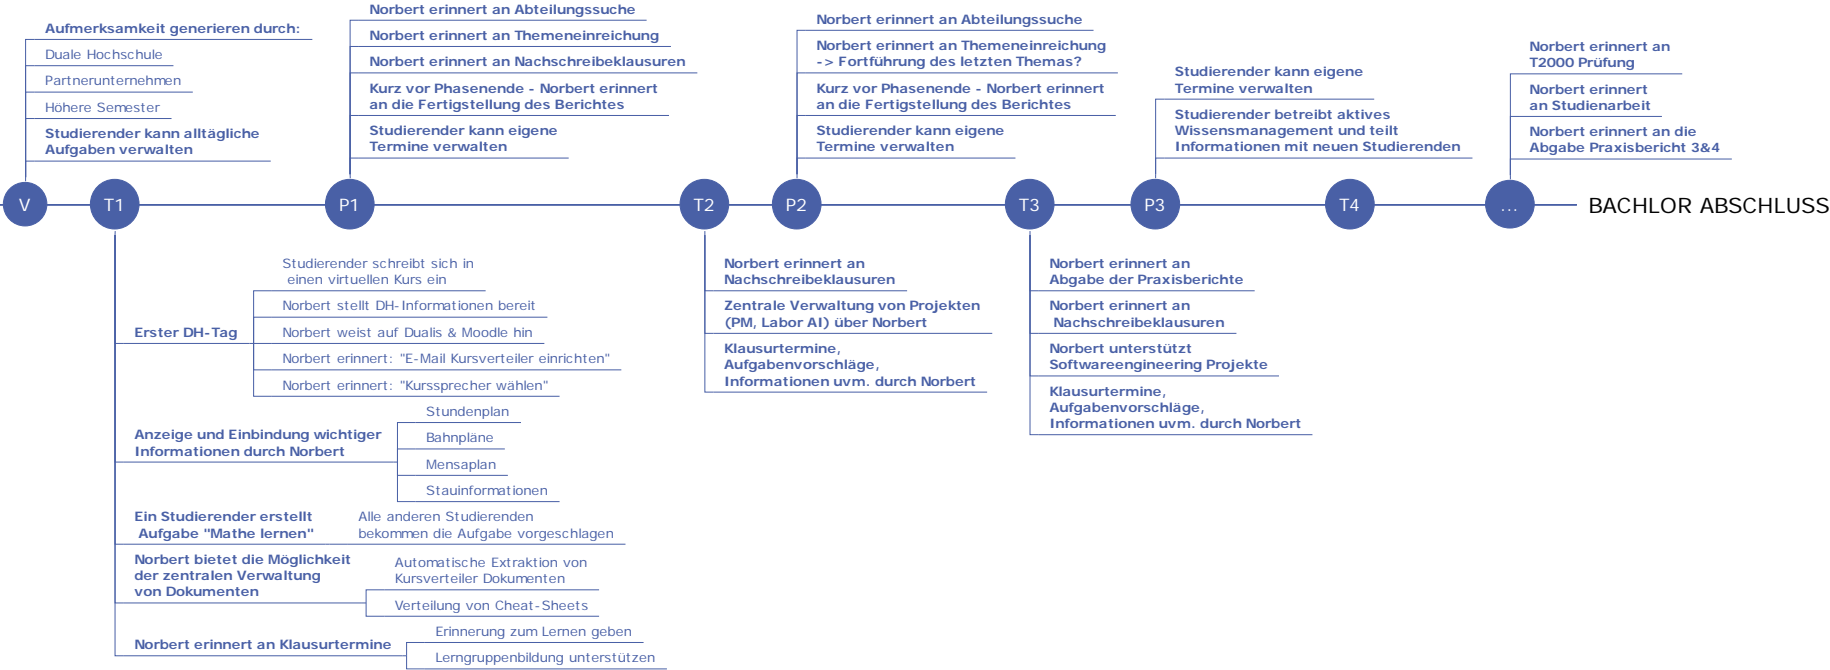 Aufmerksamkeit generieren durch:
Duale Hochschule
Partnerunternehmen
Höhere Semester
Studierender kann alltägliche
Aufgaben verwalten
Norbert erinnert an Abteilungssuche
Norbert erinnert an Themeneinreichung
Norbert erinnert an Nachschreibeklausuren
Kurz vor Phasenende - Norbert erinnert
an die Fertigstellung des Berichtes
Studierender kann eigene
Termine verwalten
Norbert erinnert an Abteilungssuche
Norbert erinnert an Themeneinreichung
-> Fortführung des letzten Themas?
Kurz vor Phasenende - Norbert erinnert
an die Fertigstellung des Berichtes
Studierender kann eigene
Termine verwalten
Studierender kann eigene
Termine verwalten
Studierender betreibt aktives
Wissensmanagement und teilt
Informationen mit neuen Studierenden
Norbert erinnert an
T2000 Prüfung
Norbert erinnert
an Studienarbeit
Norbert erinnert an die
Abgabe Praxisbericht 3&4
V
T1
P1
T2
P2
T3
P3
T4
...
BACHLOR ABSCHLUSS
Erster DH-Tag
Studierender schreibt sich in
einen virtuellen Kurs ein
Norbert stellt DH-Informationen bereit
Norbert weist auf Dualis & Moodle hin
Norbert erinnert: "E-Mail Kursverteiler einrichten"
Norbert erinnert: "Kurssprecher wählen"
Anzeige und Einbindung wichtiger
Informationen durch Norbert
Stundenplan
Bahnpläne
Mensaplan
Stauinformationen
Ein Studierender erstellt
Aufgabe "Mathe lernen"
Alle anderen Studierenden
bekommen die Aufgabe vorgeschlagen
Norbert bietet die Möglichkeit
der zentralen Verwaltung
von Dokumenten
Automatische Extraktion von
Kursverteiler Dokumenten
Verteilung von Cheat-Sheets
Norbert erinnert an Klausurtermine
Erinnerung zum Lernen geben
Lerngruppenbildung unterstützen
Norbert erinnert an
Nachschreibeklausuren
Zentrale Verwaltung von Projekten
(PM, Labor AI) über Norbert
Klausurtermine,
Aufgabenvorschläge,
Informationen uvm. durch Norbert
Norbert erinnert an
Abgabe der Praxisberichte
Norbert erinnert an
Nachschreibeklausuren
Norbert unterstützt
Softwareengineering Projekte
Klausurtermine,
Aufgabenvorschläge,
Informationen uvm. durch Norbert